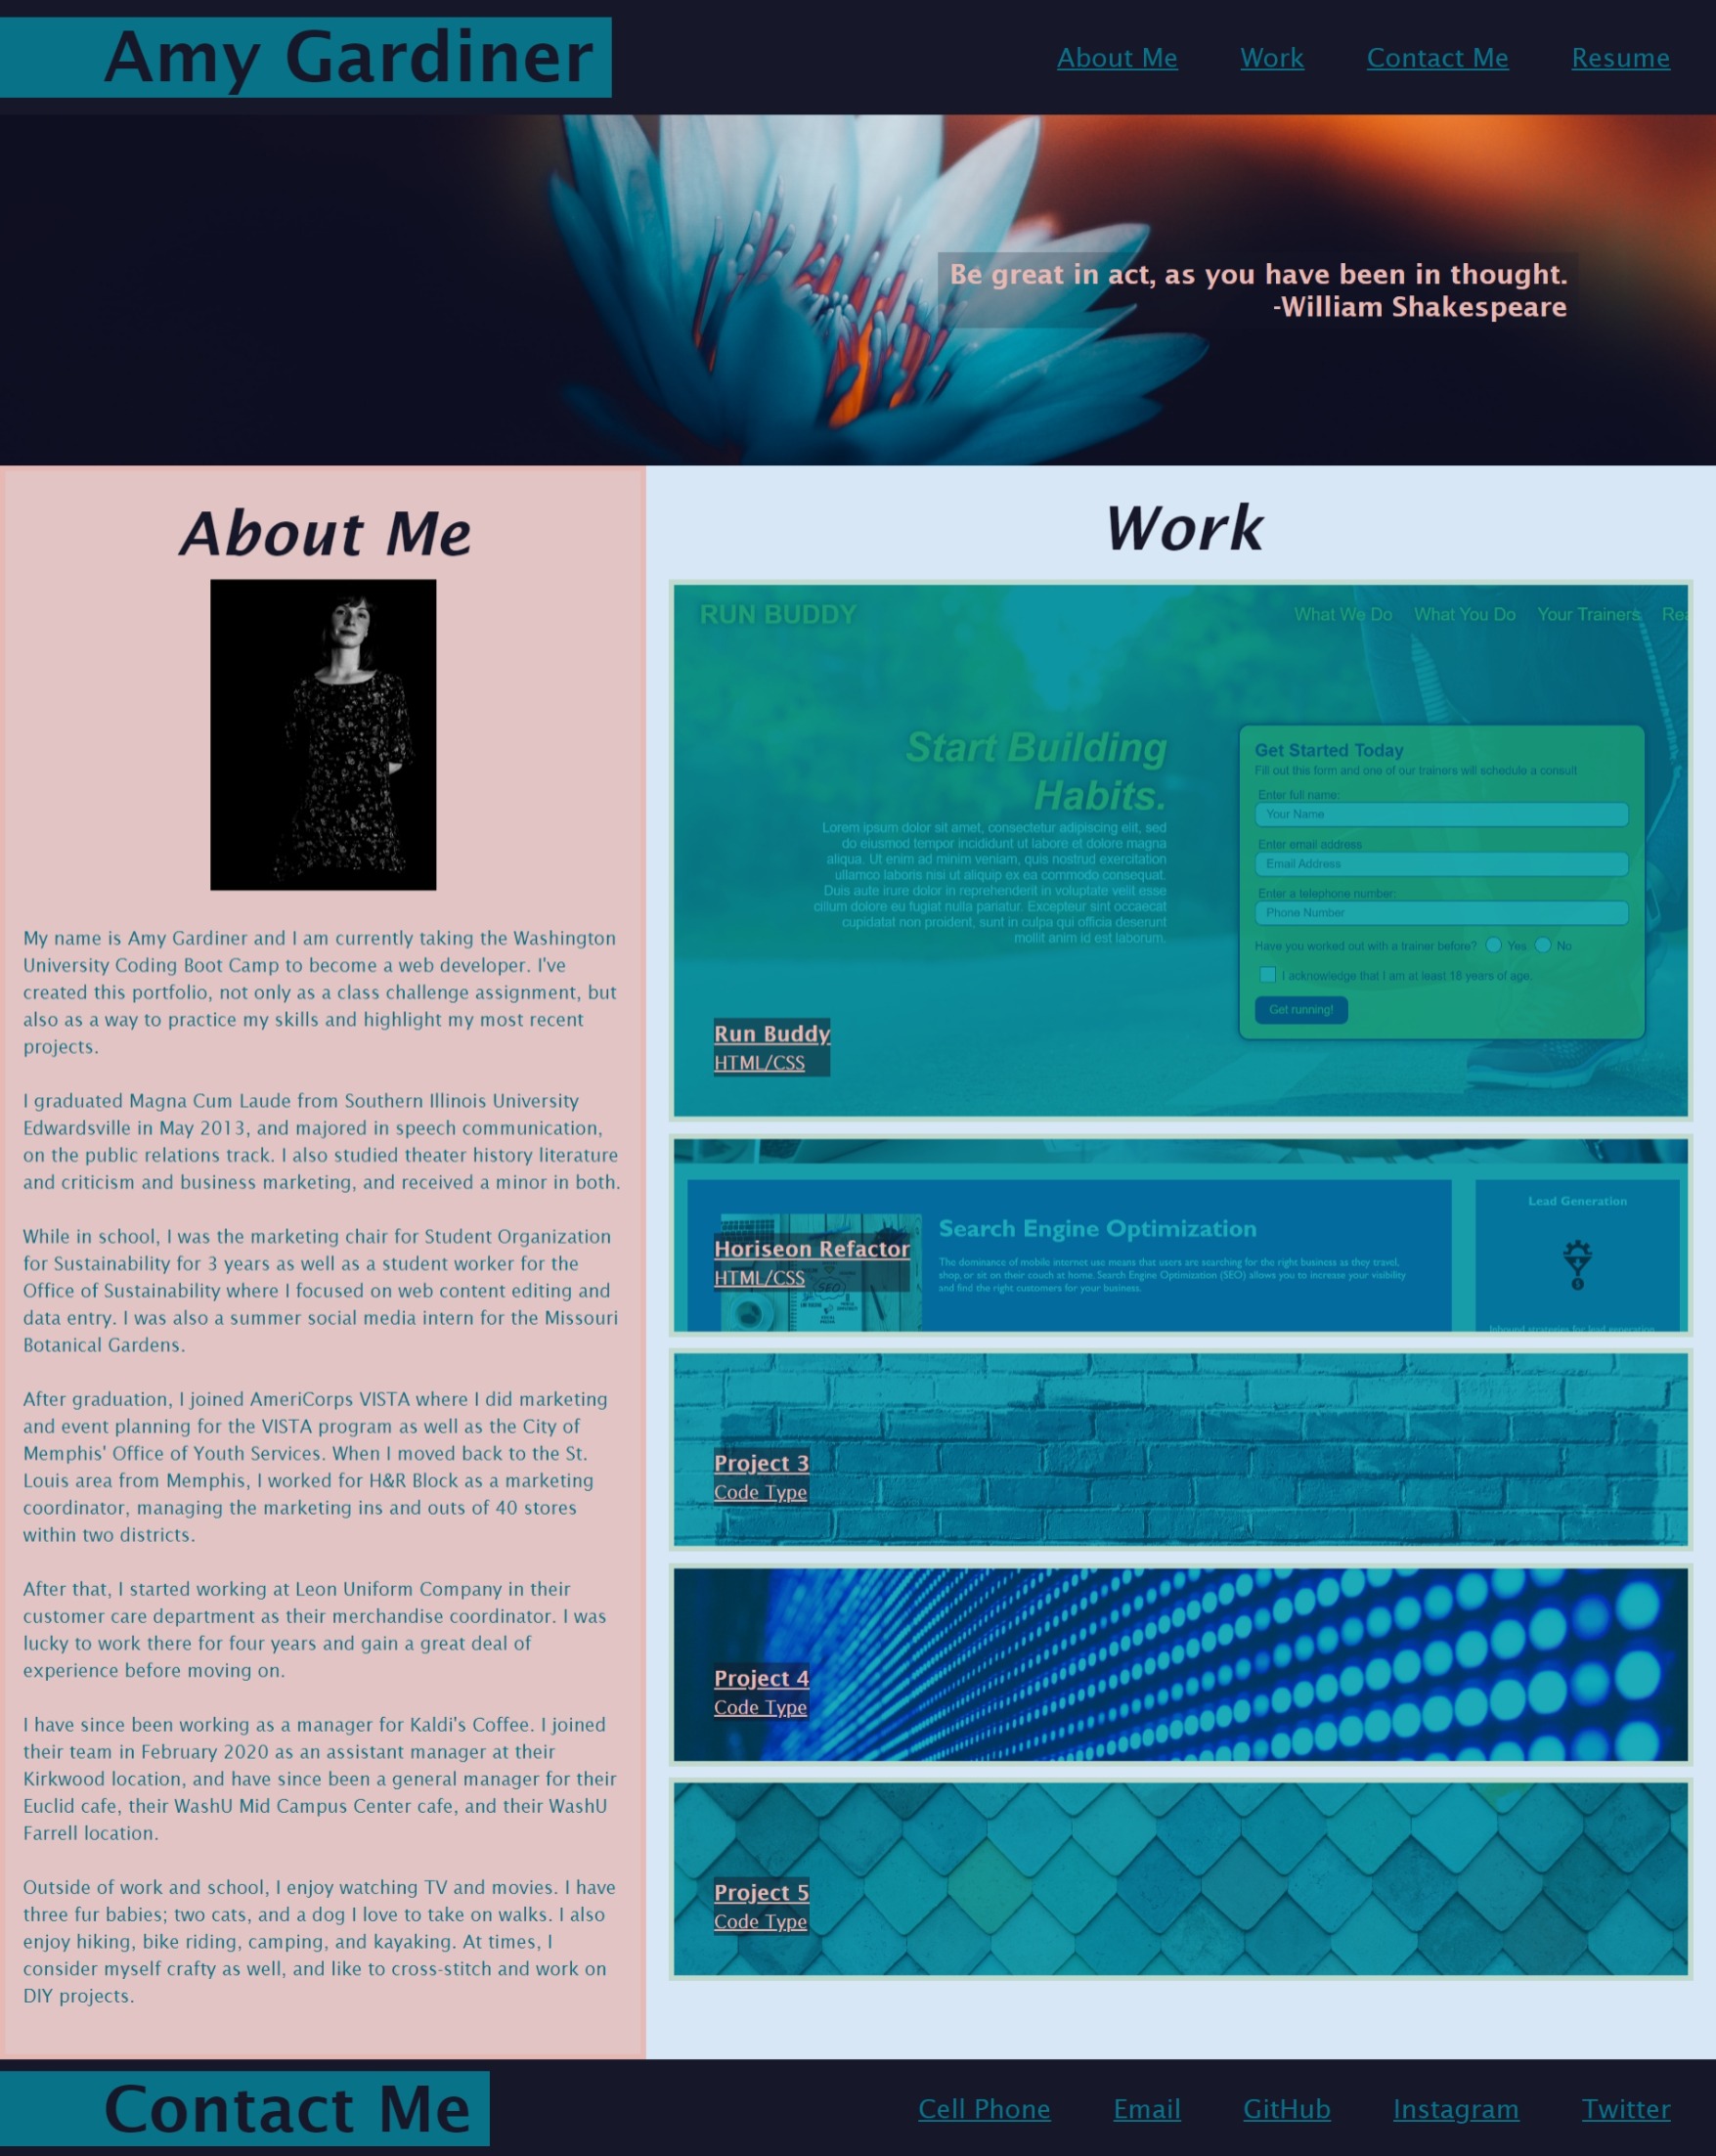 Amy Gardiner
About Me
Work
Contact Me
Resume
Be great in act, as you have been in thought.
-William Shakespeare
About Me
My name is Amy Gardiner and I am currently taking the Washington
University Coding Boot Camp to become a web developer. I've
created this portfolio, not only as a class challenge assignment, but
also as a way to practice my skills and highlight my most recent
projects.
I graduated Magna Cum Laude from Southern Illinois University
Edwardsville in May 2013, and majored in speech communication,
on the public relations track. I also studied theater history literature
and criticism and business marketing, and received a minor in both.
While in school, I was the marketing chair for Student Organization
for Sustainability for 3 years as well as a student worker for the
Office of Sustainability where I focused on web content editing and
data entry. I was also a summer social media intern for the Missouri
Botanical Gardens.
After graduation, I joined AmeriCorps VISTA where I did marketing
and event planning for the VISTA program as well as the City of
Memphis' Office of Youth Services. When I moved back to the St.
Louis area from Memphis, I worked for H&R Block as a marketing
coordinator, managing the marketing ins and outs of 40 stores
within two districts.
After that, I started working at Leon Uniform Company in their
customer care department as their merchandise coordinator. I was
lucky to work there for four years and gain a great deal of
experience before moving on.
I have since been working as a manager for Kaldi's Coffee. I joined
their team in February 2020 as an assistant manager at their
Kirkwood location, and have since been a general manager for their
Euclid cafe, their WashU Mid Campus Center cafe, and their WashU
Farrell location.
Outside of work and school, I enjoy watching TV and movies. I have
three fur babies; two cats, and a dog I love to take on walks. I also
enjoy hiking, bike riding, camping, and kayaking. At times, I
consider myself crafty as well, and like to cross-stitch and work on
DIY projects.
Work
RUN BUDDY
What We Do
What You Do
Your Trainers
Rea
Start Building
Habits.
Lorem ipsum dolor sit amet, consectetur adipiscing elit, sed
do eiusmod tempor incididunt ut labore et dolore magna
aliqua. Ut enim ad minim veniam, quis nostrud exercitation
ullamco laboris nisi ut aliquip ex ea commodo consequat.
Duis aute irure dolor in reprehenderit in voluptate velit esse
cillum dolore eu fugiat nulla pariatur. Excepteur sint occaecat
cupidatat non proident, sunt in culpa qui officia deserunt
mollit anim id est laborum.
Get Started Today
Fill out this form and one of our trainers will schedule a consult
Enter full name:
Your Name
Enter email address
Email Address
Enter a telephone number:
Phone Number
Have you worked out with a trainer before? Yes No
I acknowledge that I am at least 18 years of age.
Get running!
Run Buddy
HTML/CSS
Search Engine Optimization
The dominance of mobile internet use means that users are searching for the right business as they travel,
shop, or sit on their couch at home. Search Engine Optimization (SEO) allows you to increase your visibility
and find the right customers for your business.
Lead Generation
Inbound strategies for lead generation
SEO
Horiseon Refactor
HTML/CSS
Project 3
Code Type
Project 4
Code Type
Project 5
Code Type
Contact Me
Cell Phone
Email
GitHub
Instagram
Twitter